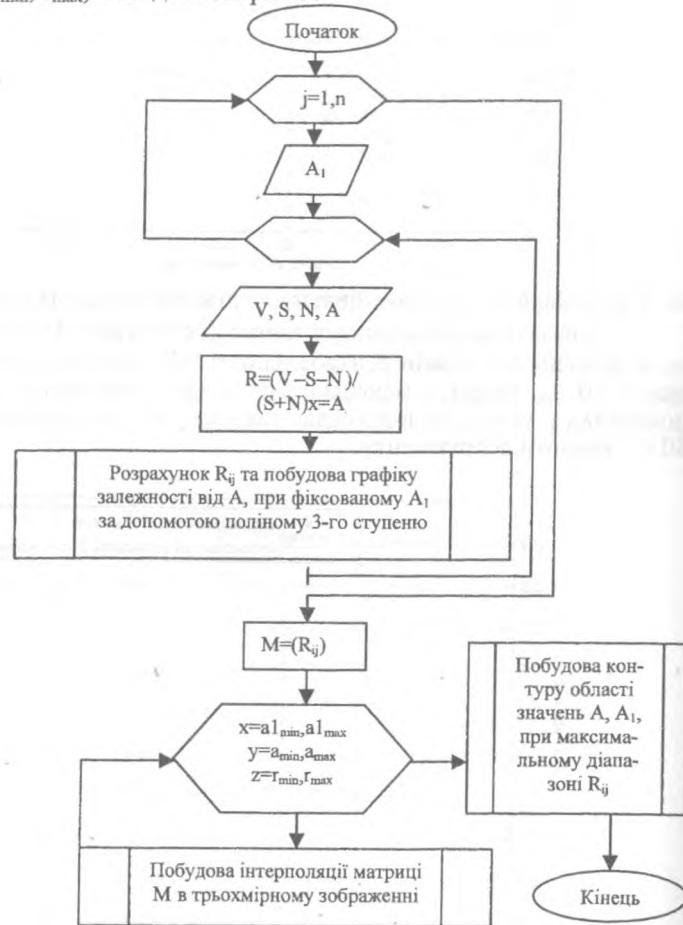 Початок
j=1,n
A₁
V, S, N, A
R=(V–S–N)/
(S+N)x=A
Розрахунок Rᵢⱼ та побудова графіку
залежності від А, при фіксованому А₁
за допомогою поліному 3-го ступеню
M=(Rᵢⱼ)
x=a1min,a1max
y=amin,amax
z=rmin,rmax
Побудова кон-
туру області
значень А, А₁,
при максима-
льному діапа-
зоні Rᵢⱼ
Побудова інтерполяції матриці
М в трьохмірному зображенні
Кінець